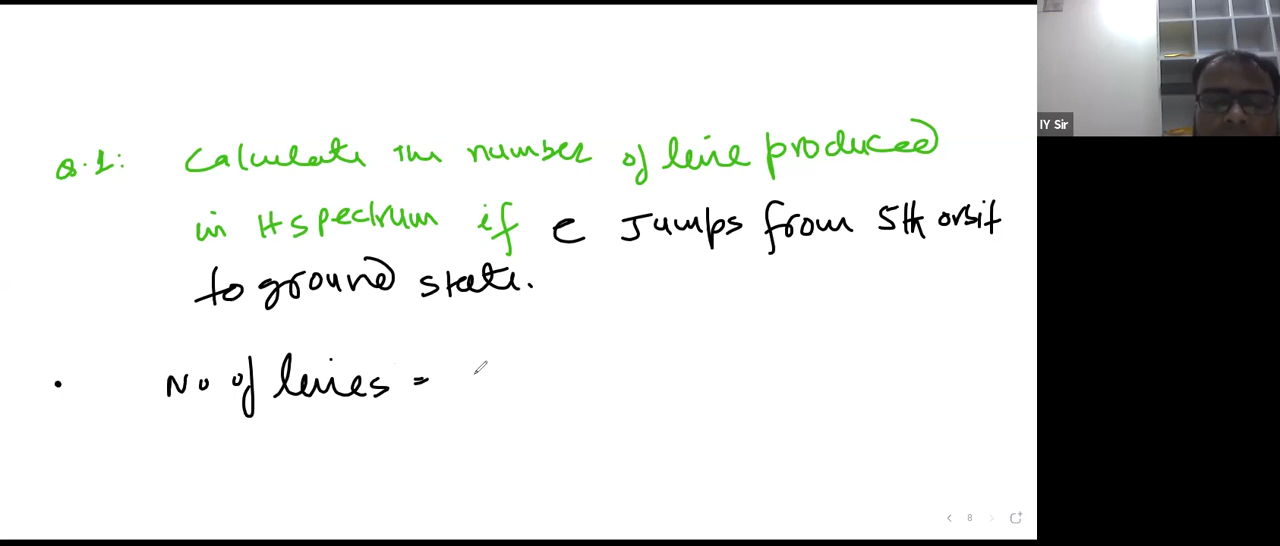 Q.1: Calculate the number of line produced
in H spectrum if e Jumps from 5th orbit
to ground state.
• No of lines =
IY Sir
8